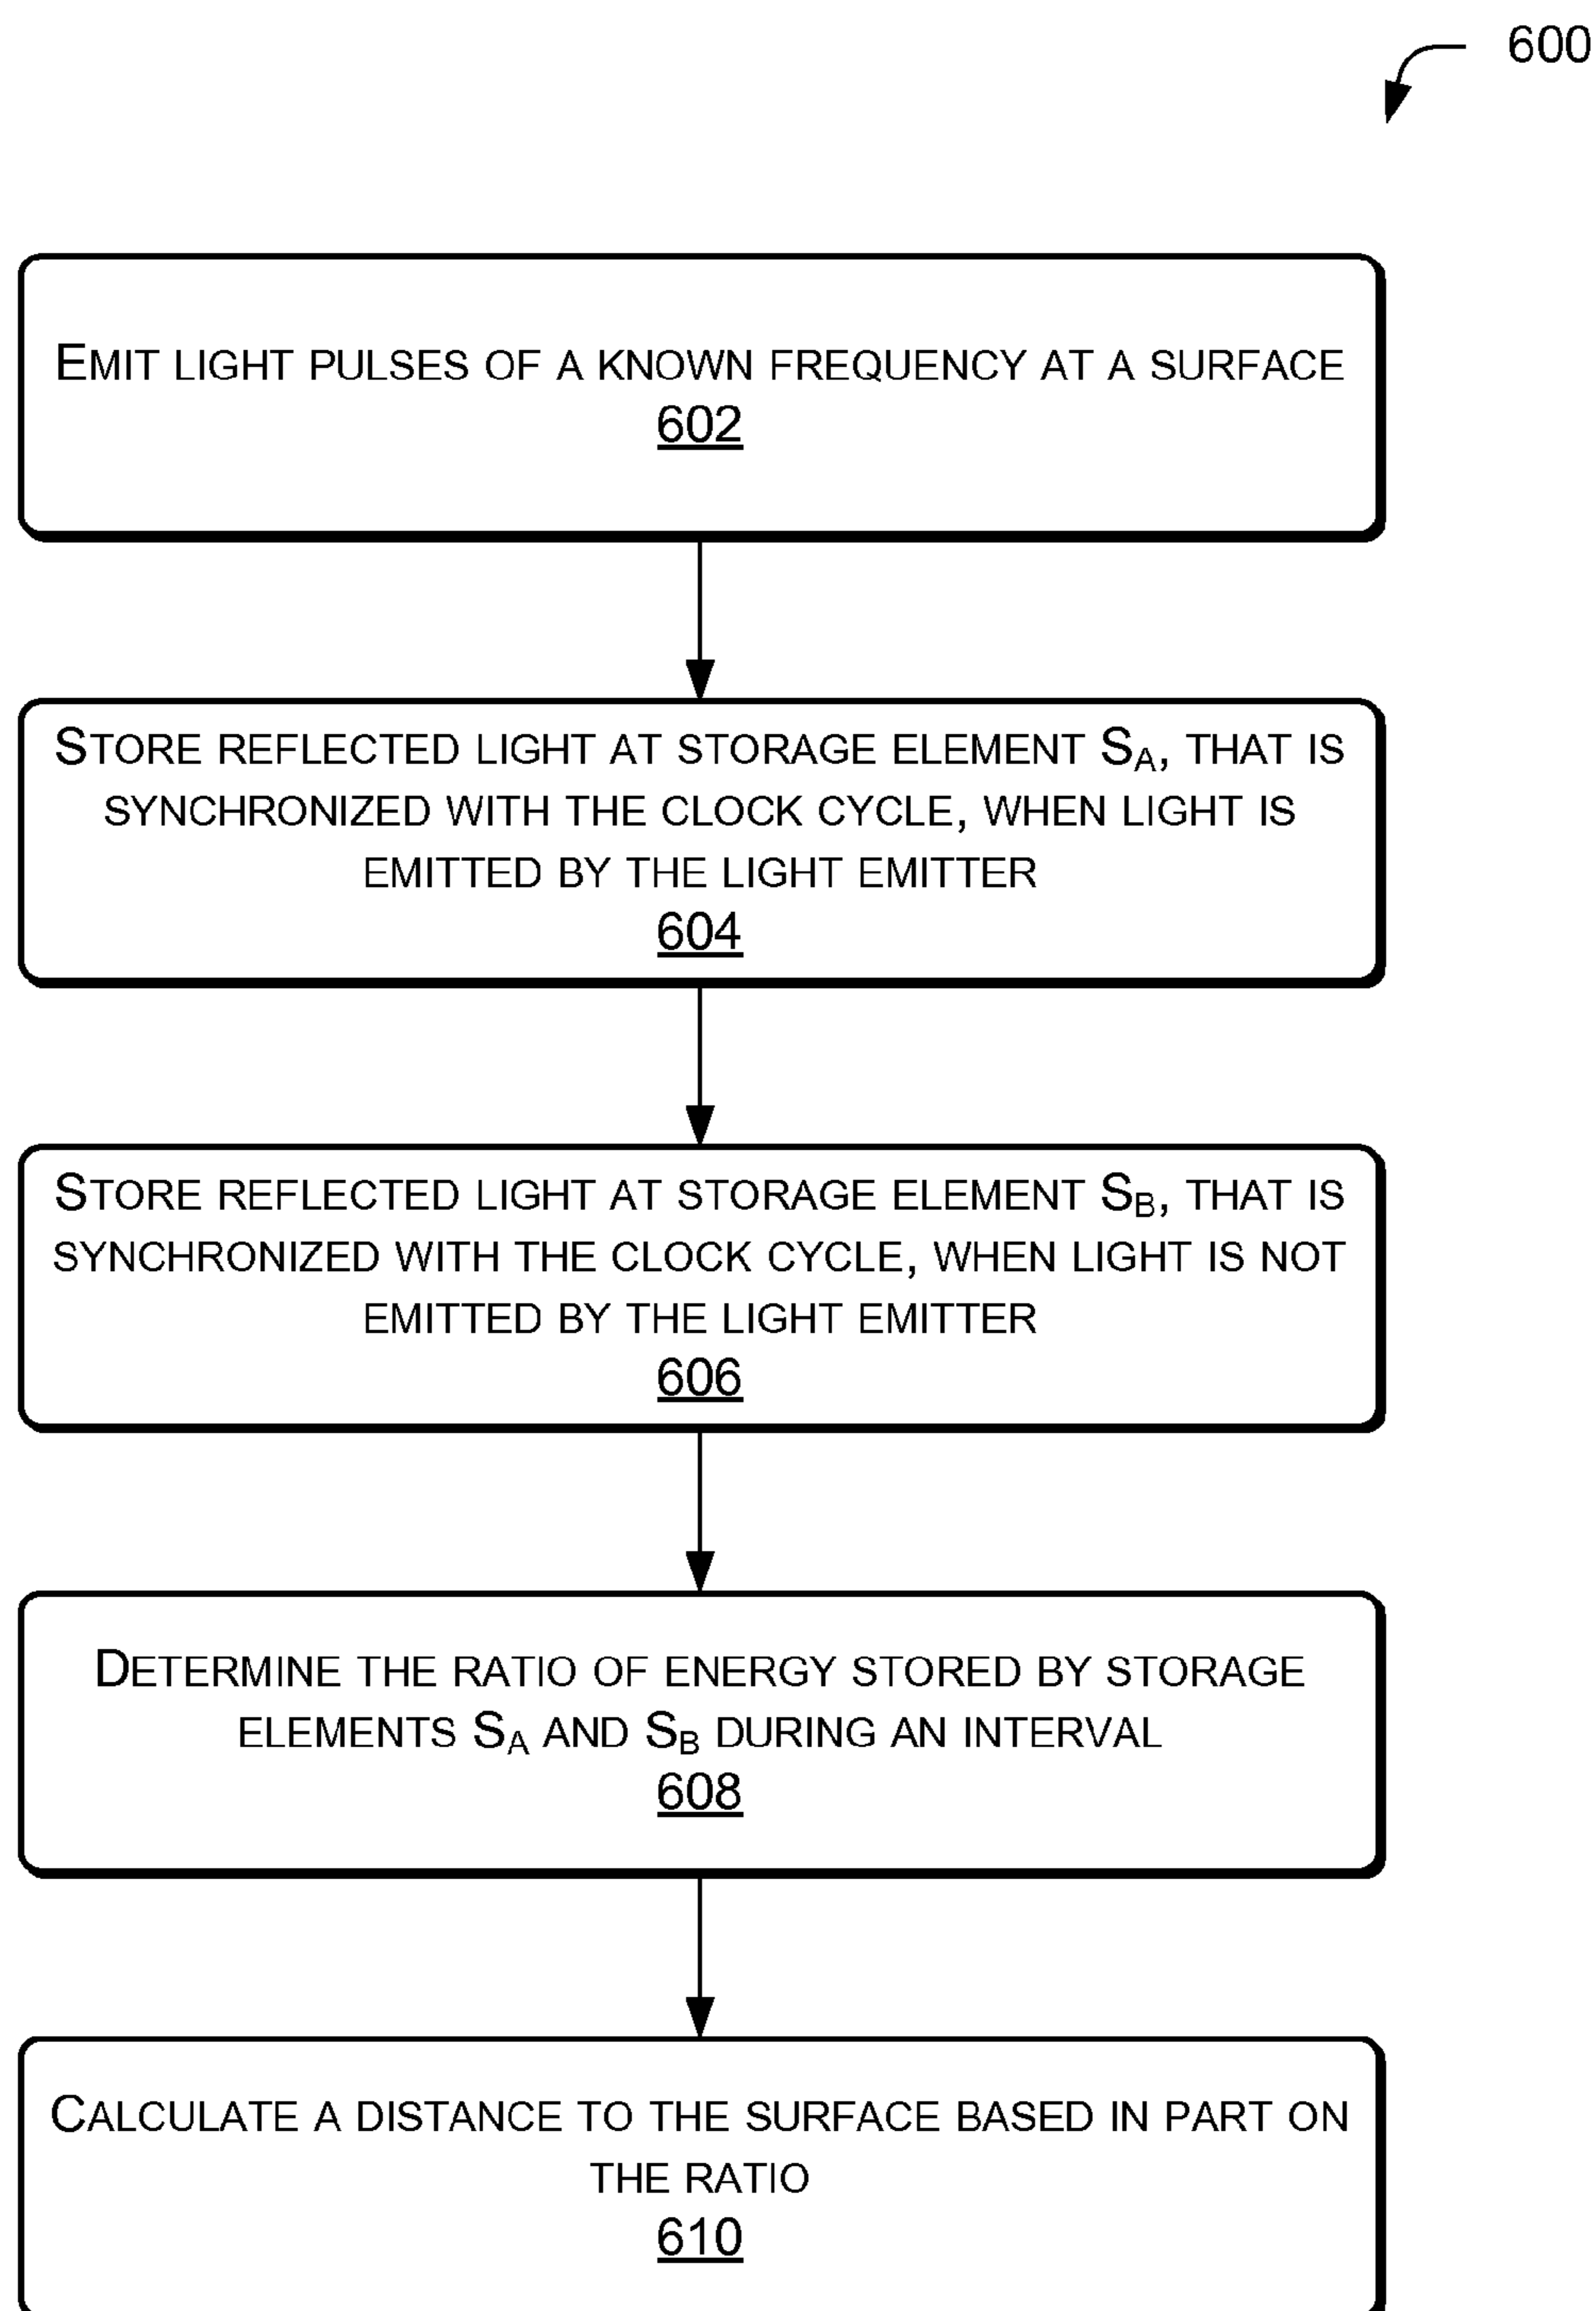 600
EMIT LIGHT PULSES OF A KNOWN FREQUENCY AT A SURFACE
602
STORE REFLECTED LIGHT AT STORAGE ELEMENT SA, THAT IS
SYNCHRONIZED WITH THE CLOCK CYCLE, WHEN LIGHT IS
EMITTED BY THE LIGHT EMITTER
604
STORE REFLECTED LIGHT AT STORAGE ELEMENT SB, THAT IS
SYNCHRONIZED WITH THE CLOCK CYCLE, WHEN LIGHT IS NOT
EMITTED BY THE LIGHT EMITTER
606
DETERMINE THE RATIO OF ENERGY STORED BY STORAGE
ELEMENTS SA AND SB DURING AN INTERVAL
608
CALCULATE A DISTANCE TO THE SURFACE BASED IN PART ON
THE RATIO
610